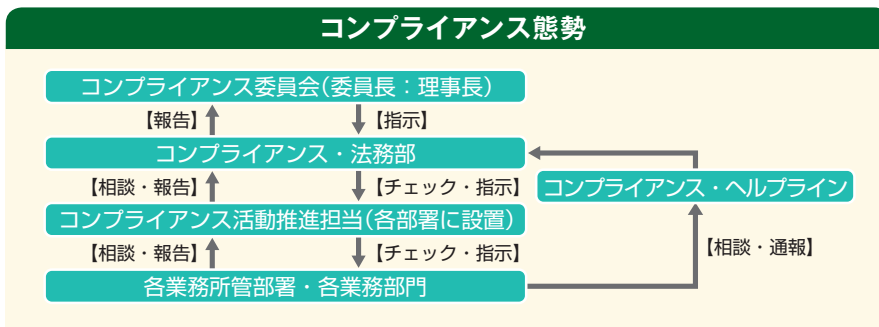 コンプライアンス態勢
コンプライアンス委員会(委員長：理事長)
【報告】
【指示】
コンプライアンス・法務部
【相談・報告】
【チェック・指示】
コンプライアンス・ヘルプライン
コンプライアンス活動推進担当(各部署に設置)
【相談・報告】
【チェック・指示】
【相談・通報】
各業務所管部署・各業務部門